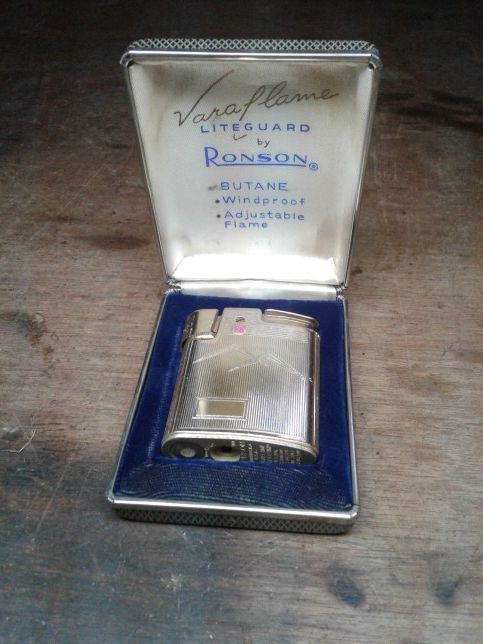 Varaflame
LITEGUARD
by
RONSON®
• BUTANE
• Windproof
• Adjustable
Flame